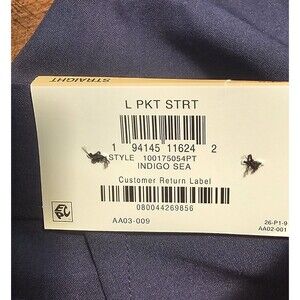 STRAIGHT
L PKT STRT
1 94145 11624 2
STYLE 100175054PT
INDIGO SEA
Customer Return Label
080044269856
AA03-009
26-P1-9
AA02-001